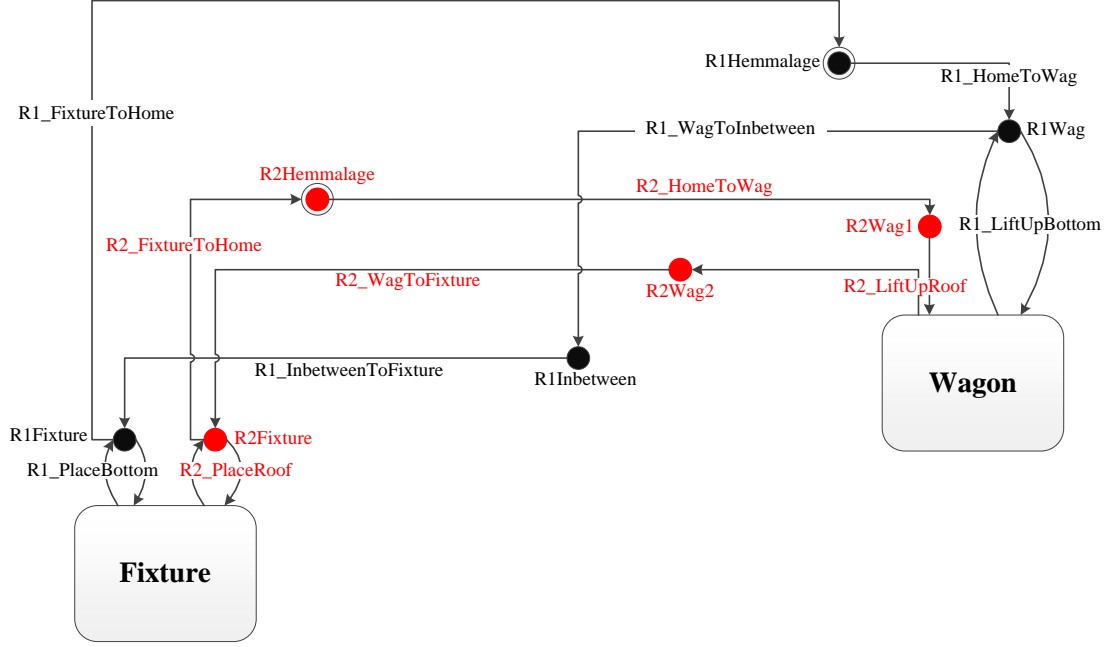 R1Hemmalage
R1_HomeToWag
R1_FixtureToHome
R1_WagToInbetween
R1Wag
R2Hemmalage
R2_HomeToWag
R2Wag1
R1_LiftUpBottom
R2_FixtureToHome
R2_WagToFixture
R2Wag2
R2_LiftUpRoof
R1_InbetweenToFixture
R1Inbetween
Wagon
R1Fixture
R2Fixture
R1_PlaceBottom
R2_PlaceRoof
Fixture